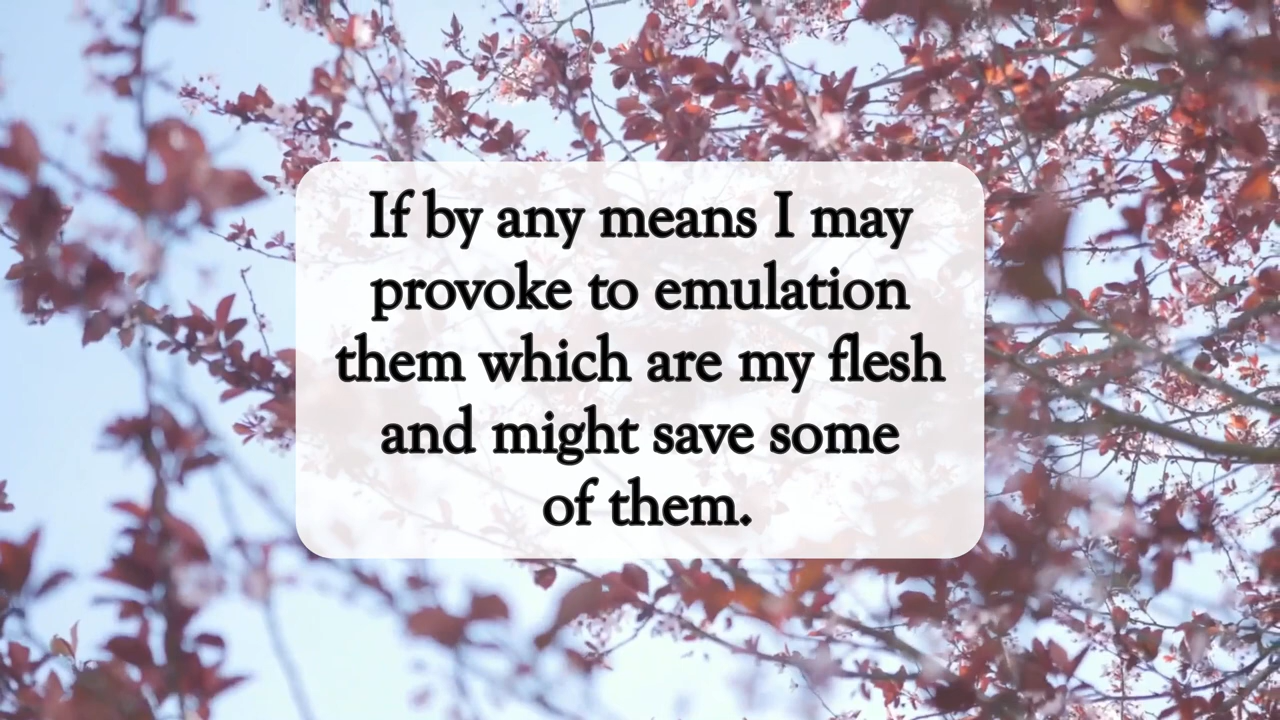 If by any means I may
provoke to emulation
them which are my flesh
and might save some
of them.